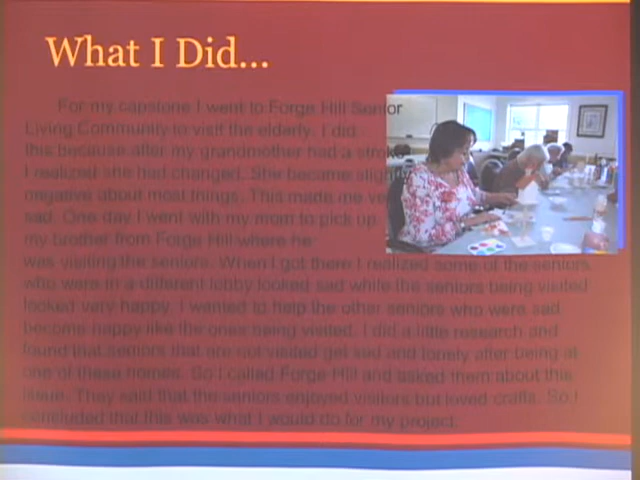 What I Did...
For my capstone I went to Forge Hill Senior
Living Community to visit the elderly. I did
this because after my grandmother had a stroke
I realized she had changed. She became slightly
negative about most things. This made me very
sad. One day I went with my mom to pick up
my brother from Forge Hill where he
was visiting the seniors. When I got there I realized some of the seniors
who were in a different lobby looked sad while the seniors being visited
looked very happy. I wanted to help the other seniors who were sad
become happy like the ones being visited. I did a little research and
found that seniors that are not visited get sad and lonely after being at
one of these homes. So I called Forge Hill and asked them about this
issue. They said that the seniors enjoyed visitors but loved crafts. So I
concluded that this was what I would do for my project.